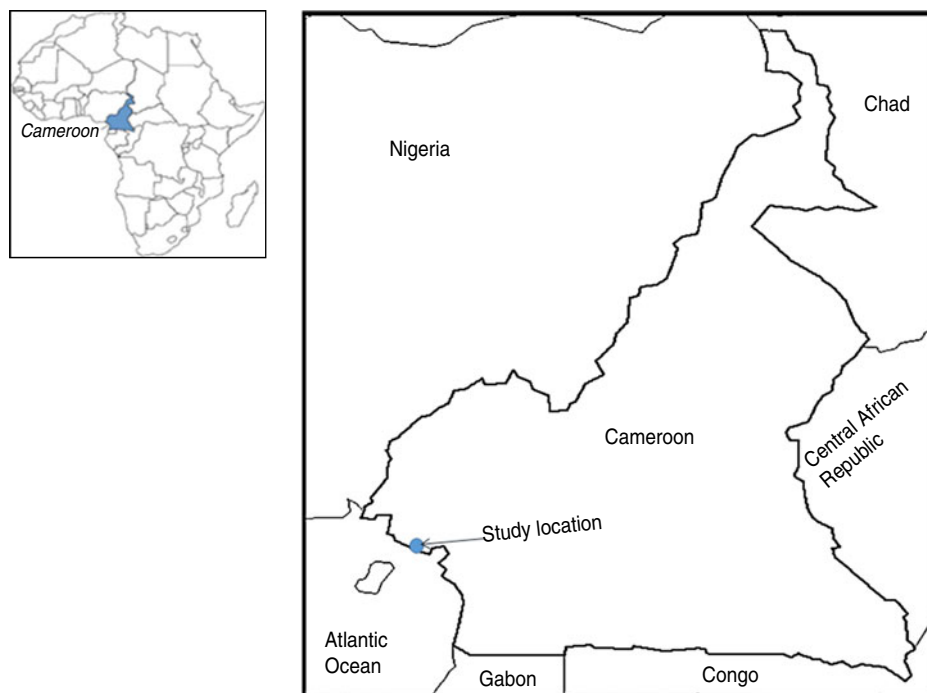 Cameroon
Chad
Nigeria
Central African
Republic
Cameroon
Study location
Atlantic
Ocean
Gabon
Congo